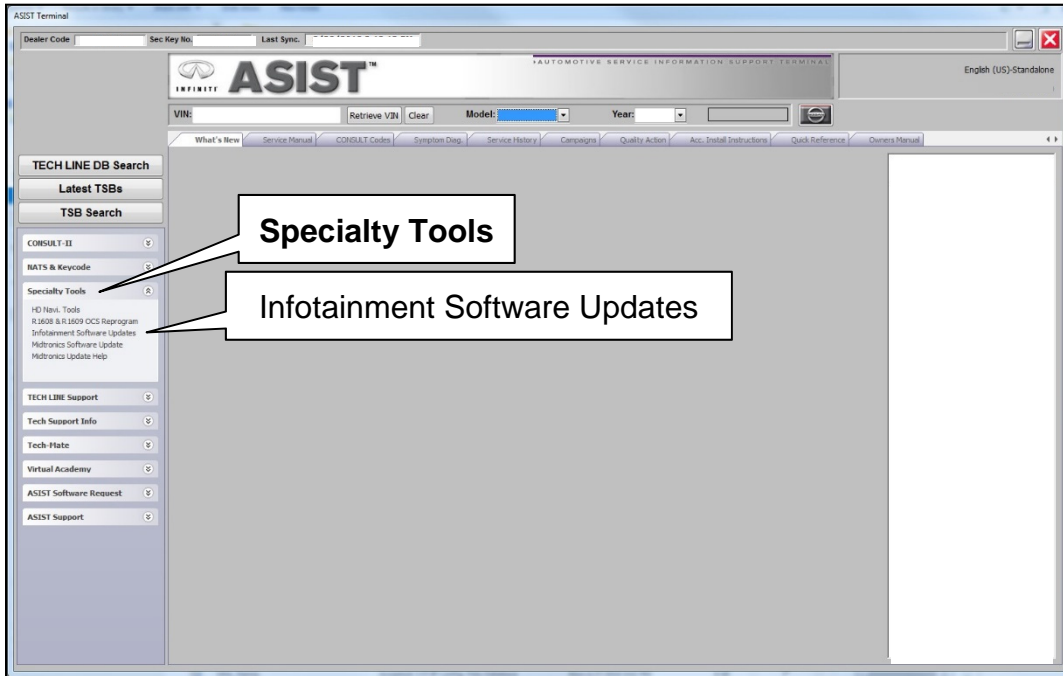 ASIST Terminal
Dealer Code Sec Key No. Last Sync.
INFINITI ASIST™
AUTOMOTIVE SERVICE INFORMATION SUPPORT TERMINAL
English (US)-Standalone
VIN: Retrieve VIN Clear Model: Year:
What's New Service Manual CONSULT Codes Symptom Diag. Service History Campaigns Quality Action Acc. Install Instructions Quick Reference Owners Manual
TECH LINE DB Search
Latest TSBs
TSB Search
Specialty Tools
CONSULT-II
NATS & Keycode
Specialty Tools
Infotainment Software Updates
HD Navi. Tools
R1608 & R1609 OCS Reprogram
Infotainment Software Updates
Midtronics Software Update
Midtronics Update Help
TECH LINE Support
Tech Support Info
Tech-Mate
Virtual Academy
ASIST Software Request
ASIST Support